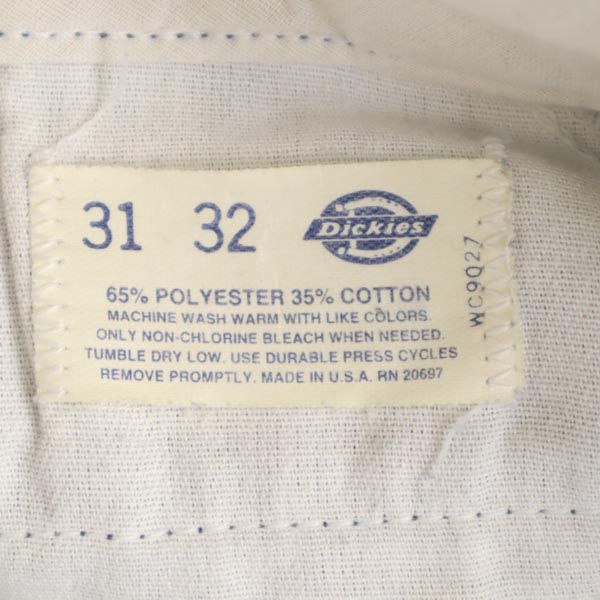 31 32 Dickies
65% POLYESTER 35% COTTON
MACHINE WASH WARM WITH LIKE COLORS.
ONLY NON-CHLORINE BLEACH WHEN NEEDED.
TUMBLE DRY LOW. USE DURABLE PRESS CYCLES
REMOVE PROMPTLY. MADE IN U.S.A. RN 20697
WC9027